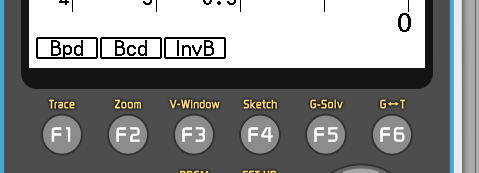 0
Bpd Bcd InvB
Trace Zoom V-Window Sketch G-Solv G↔T
F1 F2 F3 F4 F5 F6